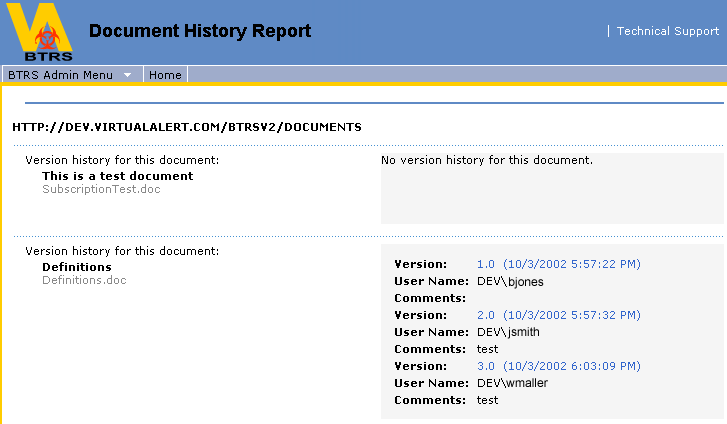 VA
BTRS
Document History Report
Technical Support
BTRS Admin Menu Home
HTTP://DEV.VIRTUALALERT.COM/BTRSV2/DOCUMENTS
Version history for this document:
This is a test document
SubscriptionTest.doc
No version history for this document.
Version history for this document:
Definitions
Definitions.doc
Version: 1.0 (10/3/2002 5:57:22 PM)
User Name: DEV\bjones
Comments:
Version: 2.0 (10/3/2002 5:57:32 PM)
User Name: DEV\jsmith
Comments: test
Version: 3.0 (10/3/2002 6:03:09 PM)
User Name: DEV\wmaller
Comments: test